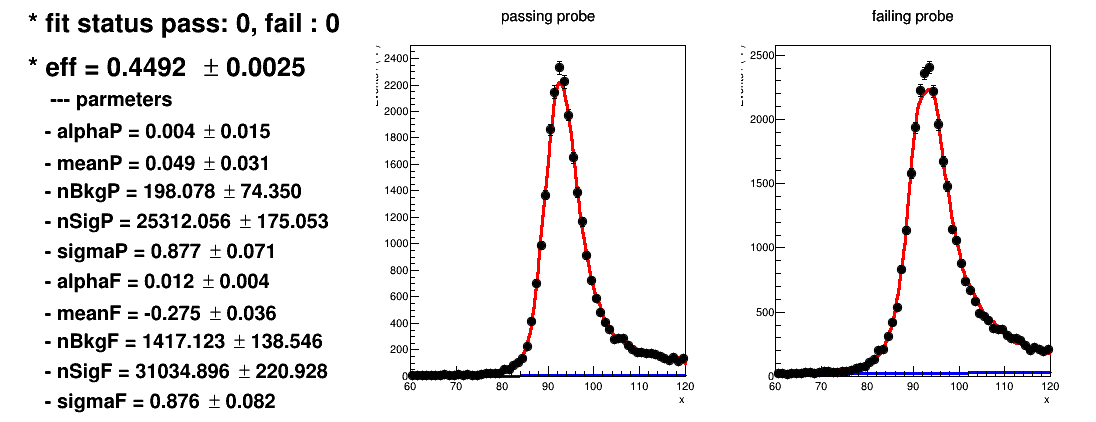 * fit status pass: 0, fail : 0
* eff = 0.4492 ± 0.0025
--- parmeters
- alphaP = 0.004 ± 0.015
- meanP = 0.049 ± 0.031
- nBkgP = 198.078 ± 74.350
- nSigP = 25312.056 ± 175.053
- sigmaP = 0.877 ± 0.071
- alphaF = 0.012 ± 0.004
- meanF = -0.275 ± 0.036
- nBkgF = 1417.123 ± 138.546
- nSigF = 31034.896 ± 220.928
- sigmaF = 0.876 ± 0.082
passing probe
2400
2200
2000
1800
1600
1400
1200
1000
800
600
400
200
0
60 70 80 90 100 110 120
x
failing probe
2500
2000
1500
1000
500
0
60 70 80 90 100 110 120
x